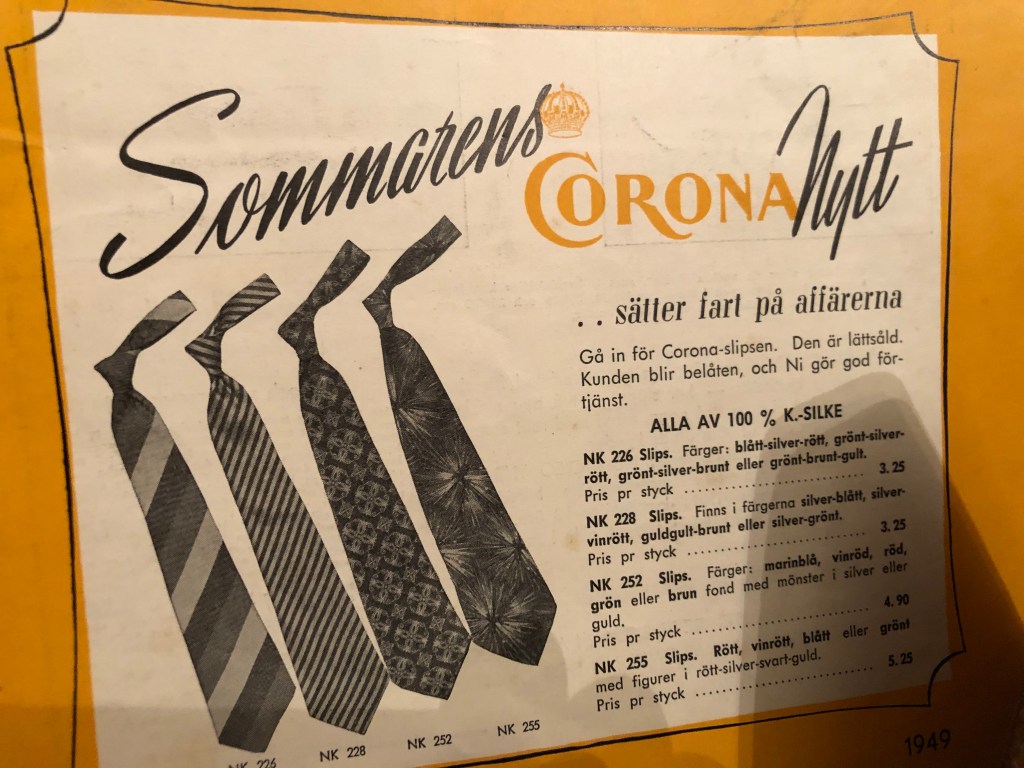 Sommarens CORONA Nytt
. . sätter fart på affärerna
Gå in för Corona-slipsen. Den är lättsåld.
Kunden blir belåten, och Ni gör god för-
tjänst.
ALLA AV 100 % K.-SILKE
NK 226 Slips. Färger: blått-silver-rött, grönt-silver-
rött, grönt-silver-brunt eller grönt-brunt-gult.
Pris pr styck ........................ 3.25
NK 228 Slips. Finns i färgerna silver-blått, silver-
vinrött, guldgult-brunt eller silver-grönt.
Pris pr styck ........................ 3.25
NK 252 Slips. Färger: marinblå, vinröd, röd,
grön eller brun fond med mönster i silver eller
guld.
Pris pr styck ........................ 4.90
NK 255 Slips. Rött, vinrött, blått eller grönt
med figurer i rött-silver-svart-guld.
Pris pr styck ........................ 5.25
NK 226 NK 228 NK 252 NK 255
1949